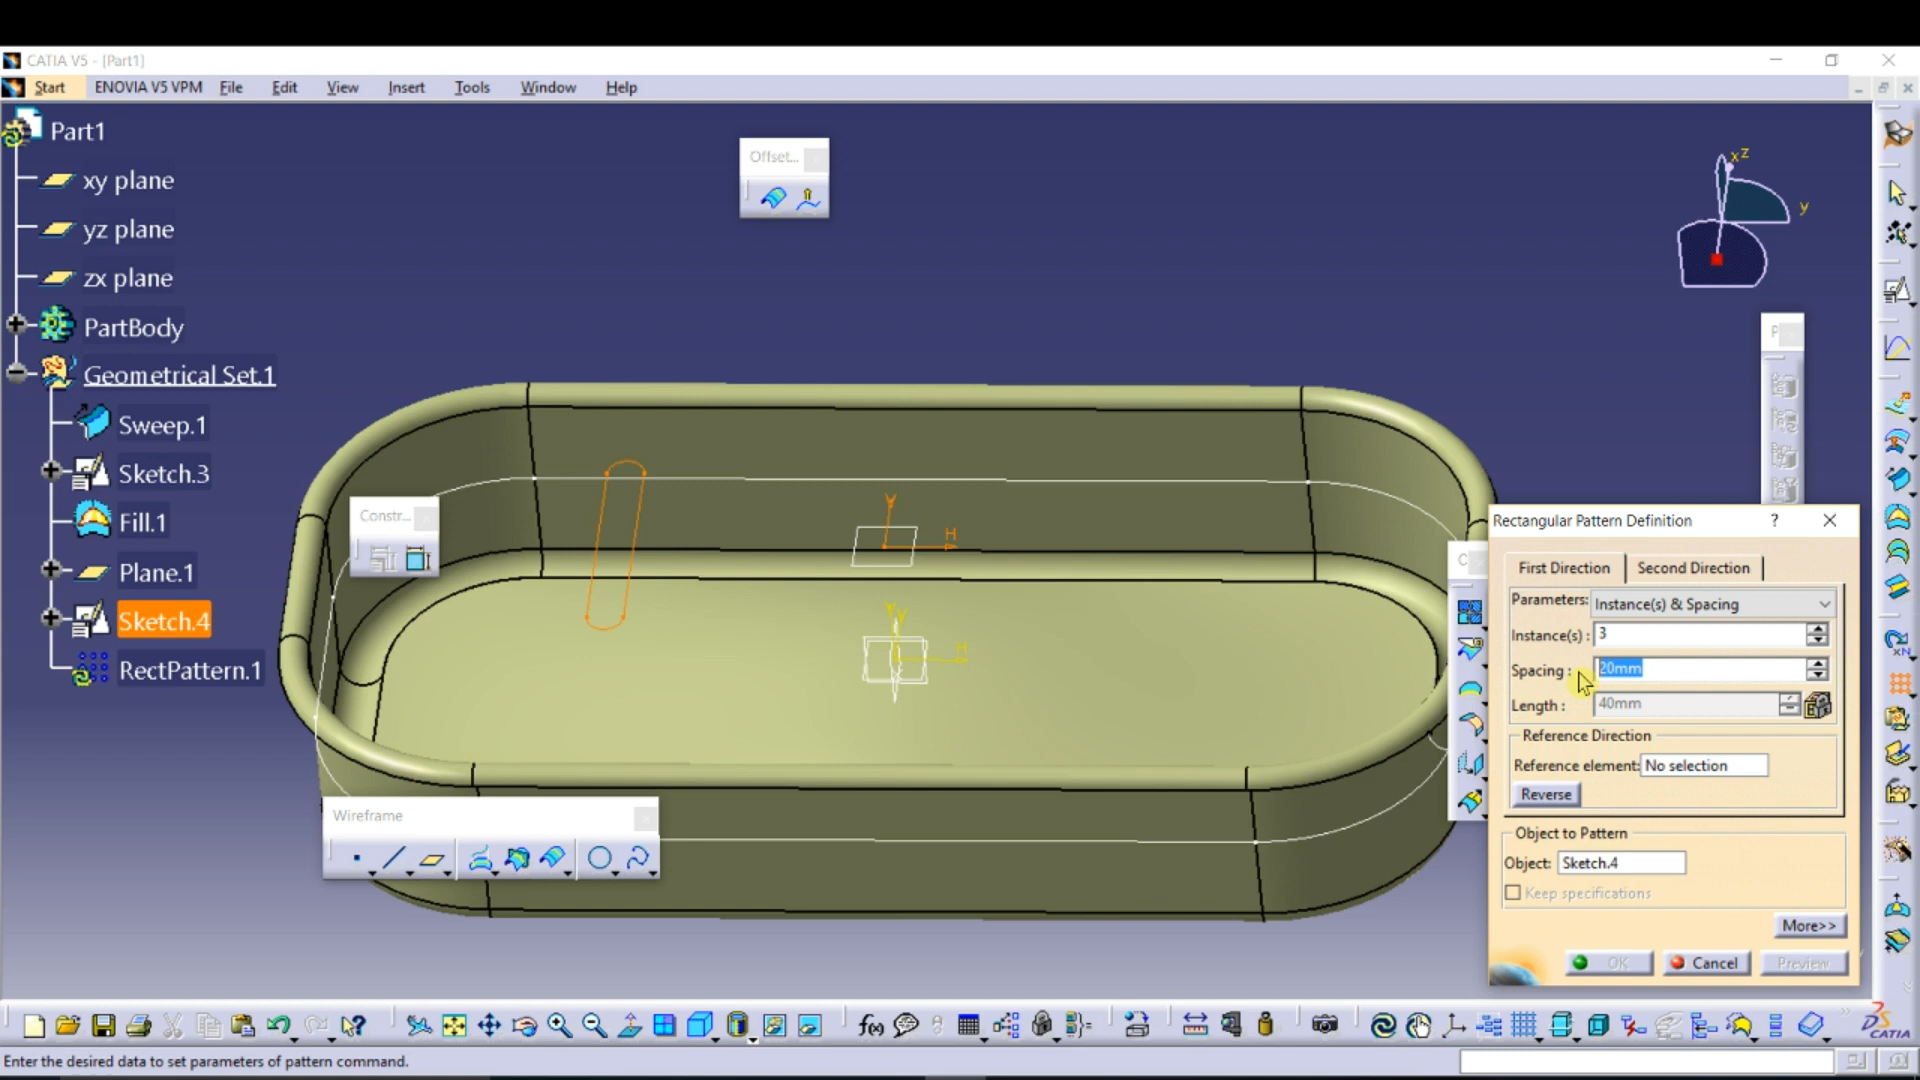 CATIA V5 - [Part1]
Start ENOVIA V5 VPM File Edit View Insert Tools Window Help
Part1
xy plane
yz plane
zx plane
PartBody
Geometrical Set.1
Sweep.1
Sketch.3
Fill.1
Plane.1
Sketch.4
RectPattern.1
Offset...
x z
y
P
Constr...
V
H
V
H
Wireframe
C
Rectangular Pattern Definition ?
First Direction Second Direction
Parameters: Instance(s) & Spacing
Instance(s) : 3
Spacing : 20mm
Length : 40mm
Reference Direction
Reference element: No selection
Reverse
Object to Pattern
Object: Sketch.4
Keep specifications
More>>
OK Cancel Preview
f(x)
CATIA
Enter the desired data to set parameters of pattern command.